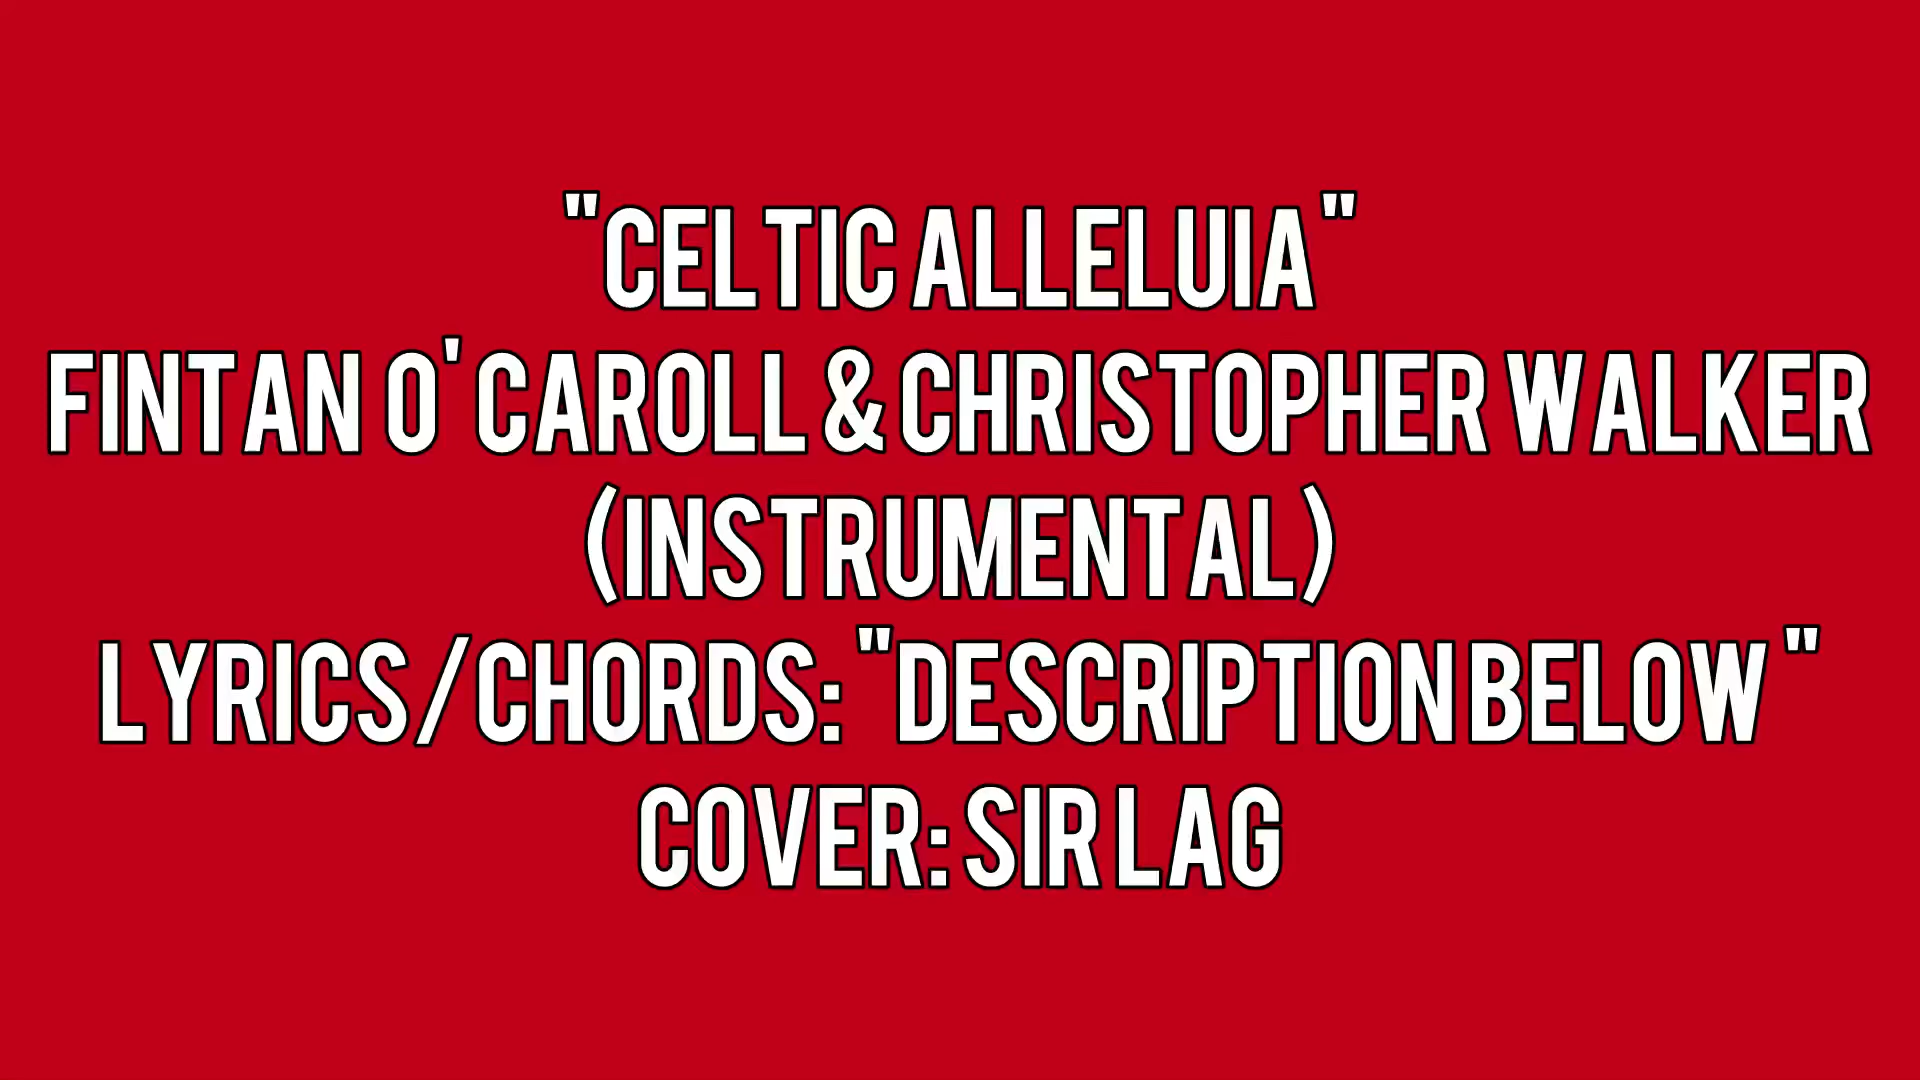 "CELTIC ALLELUIA"
FINTAN O'CAROLL & CHRISTOPHER WALKER
(INSTRUMENTAL)
LYRICS/CHORDS: "DESCRIPTION BELOW"
COVER: SIR LAG